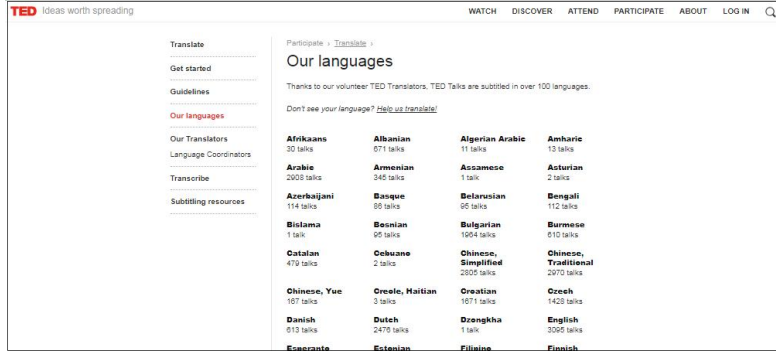 TED Ideas worth spreading
WATCH DISCOVER ATTEND PARTICIPATE ABOUT LOG IN
Translate
Get started
Guidelines
Our languages
Our Translators
Language Coordinators
Transcribe
Subtitling resources
Participate › Translate ›
Our languages
Thanks to our volunteer TED Translators, TED Talks are subtitled in over 100 languages.
Don't see your language? Help us translate!
Afrikaans Albanian Algerian Arabic Amharic
30 talks 671 talks 11 talks 13 talks
Arabic Armenian Assamese Asturian
2908 talks 345 talks 1 talk 2 talks
Azerbaijani Basque Belarusian Bengali
114 talks 86 talks 95 talks 112 talks
Bislama Bosnian Bulgarian Burmese
1 talk 95 talks 1964 talks 610 talks
Catalan Cebuano Chinese, Simplified Chinese, Traditional
479 talks 2 talks 2805 talks 2970 talks
Chinese, Yue Creole, Haitian Croatian Czech
167 talks 3 talks 1671 talks 1428 talks
Danish Dutch Dzongkha English
613 talks 2476 talks 1 talk 3095 talks
Esperanto Estonian Filipino Finnish